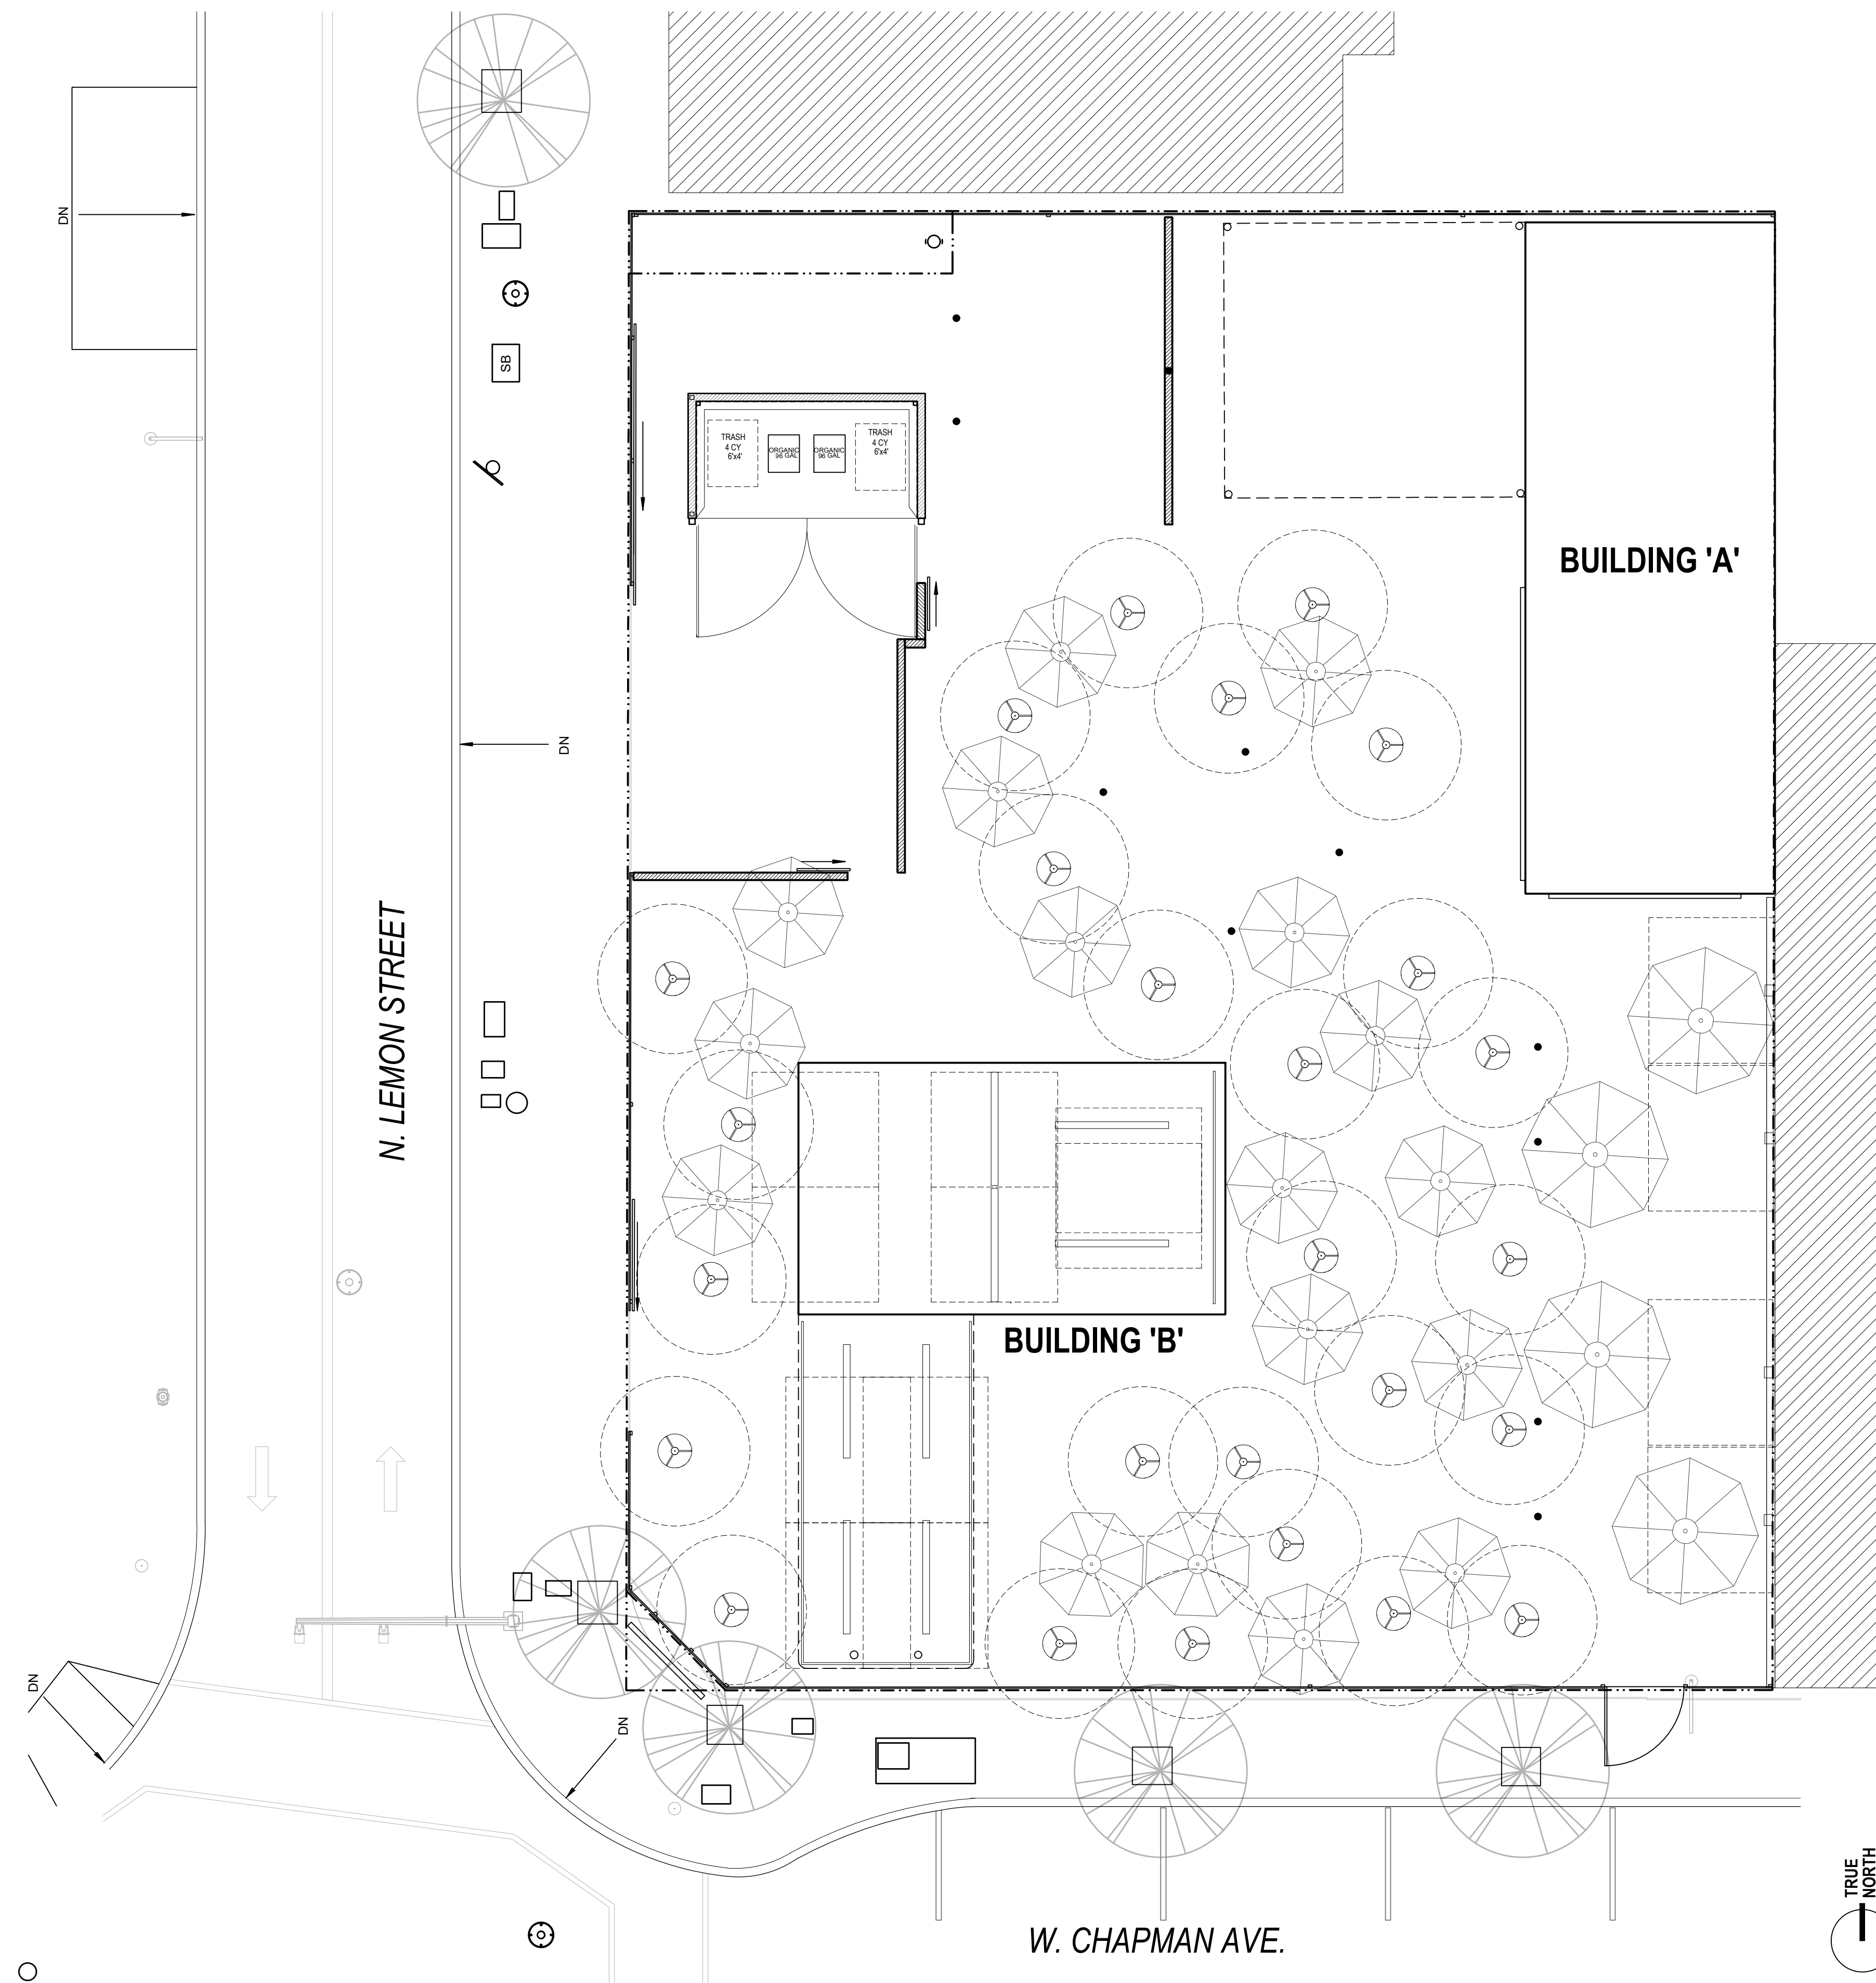 DN
SB
TRASH
4 CY
6'x4'
ORGANIC
96 GAL
ORGANIC
96 GAL
TRASH
4 CY
6'x4'
BUILDING 'A'
DN
N. LEMON STREET
BUILDING 'B'
DN
DN
TRUE
NORTH
W. CHAPMAN AVE.